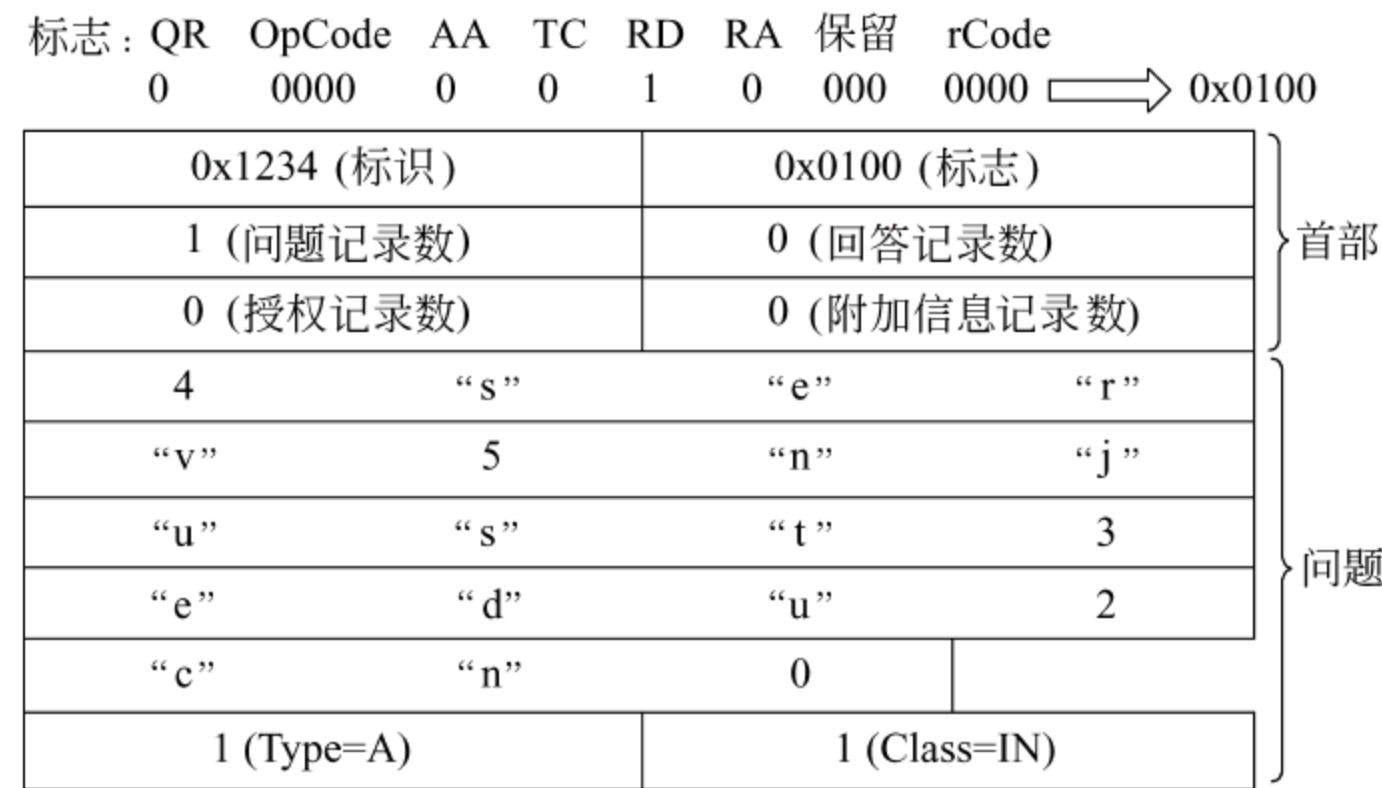 标志: QR OpCode AA TC RD RA 保留 rCode
0 0000 0 0 1 0 000 0000 0x0100
0x1234 (标识) 0x0100 (标志)
1 (问题记录数) 0 (回答记录数)
首部
0 (授权记录数) 0 (附加信息记录数)
4 “s” “e” “r”
“v” 5 “n” “j”
“u” “s” “t” 3
问题
“e” “d” “u” 2
“c” “n” 0
1 (Type=A) 1 (Class=IN)